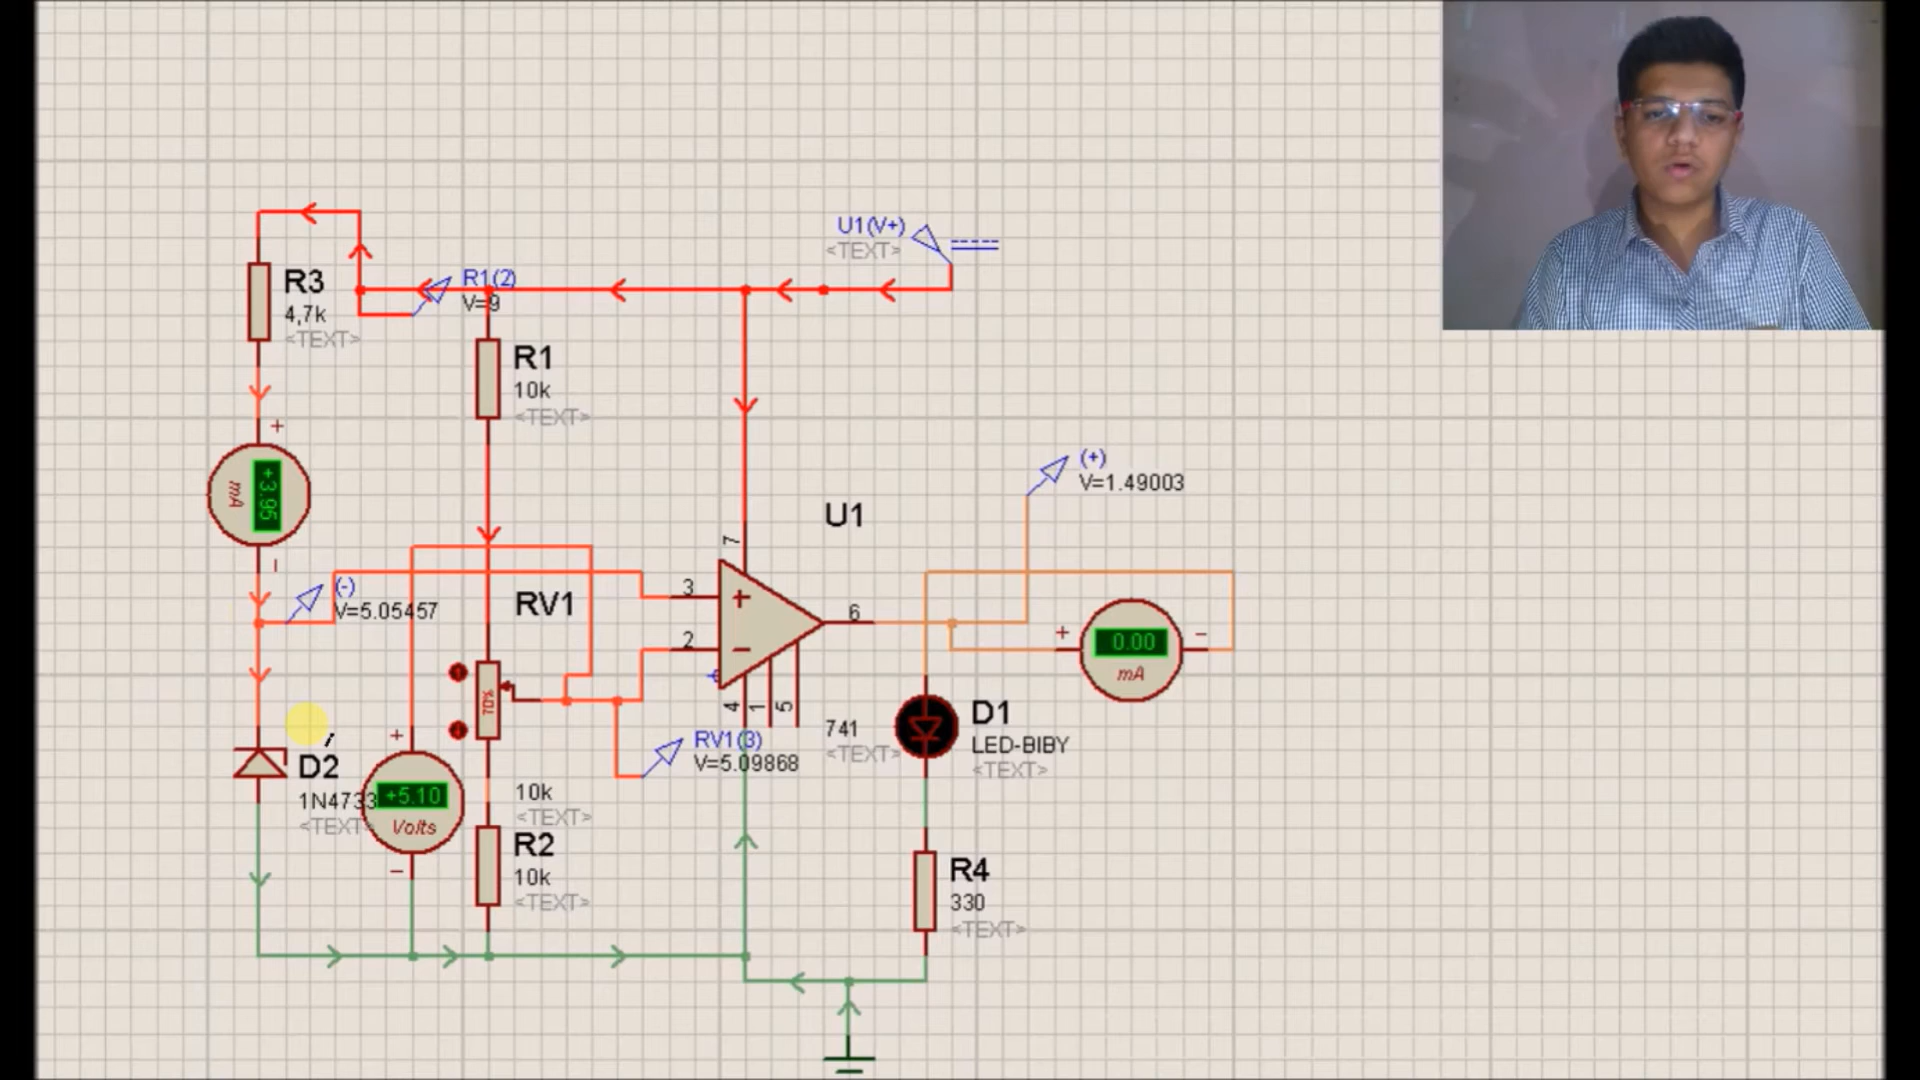 U1(V+)
<TEXT>
R3
4,7k
<TEXT>
R1(2)
V=9
R1
10k
<TEXT>
+
+3.95
mA
(-)
V=5.05457
RV1
70%
10k
<TEXT>
U1
7
3
+
2
−
6
4
1
5
741
<TEXT>
(+)
V=1.49003
+
0.00
−
mA
RV1(3)
V=5.09868
D2
1N4733
<TEXT>
+
+5.10
Volts
−
R2
10k
<TEXT>
D1
LED-BIBY
<TEXT>
R4
330
<TEXT>